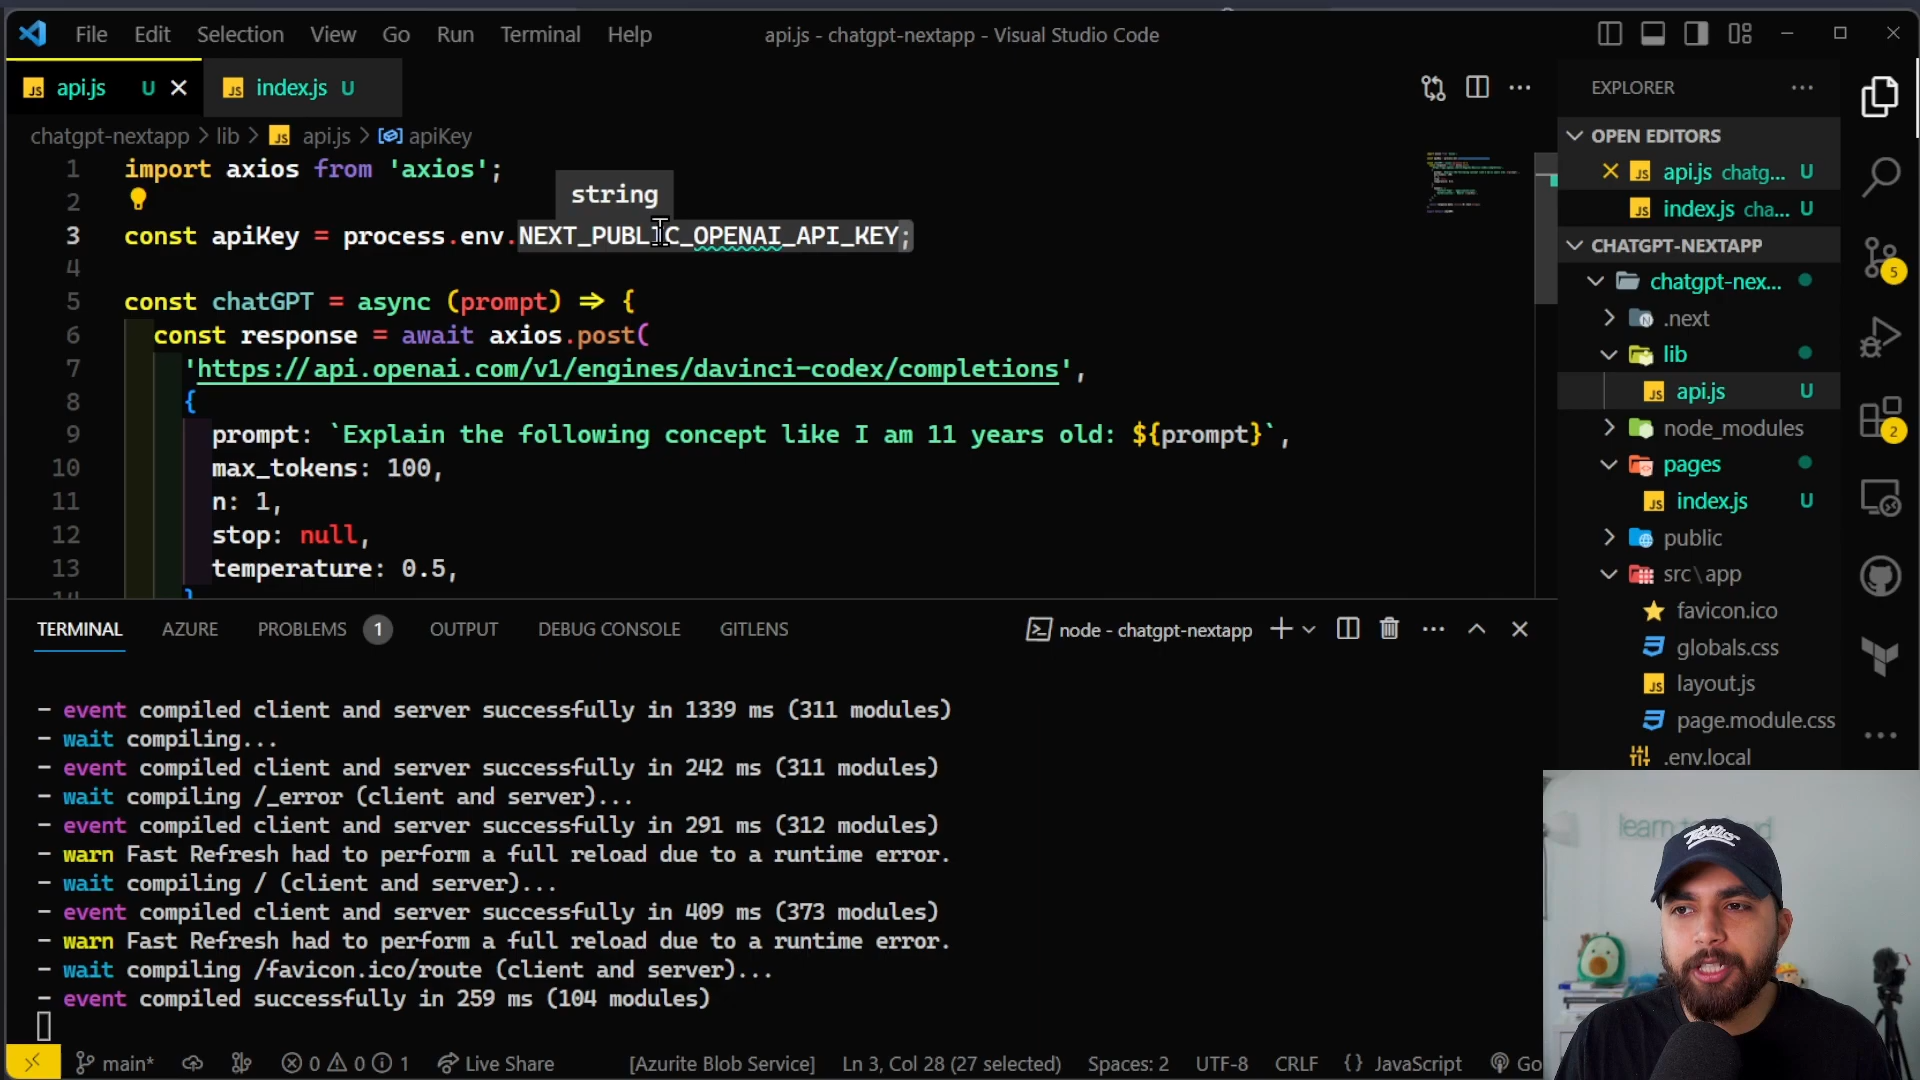 File Edit Selection View Go Run Terminal Help
api.js - chatgpt-nextapp - Visual Studio Code
api.js U index.js U
chatgpt-nextapp > lib > api.js > apiKey
1 import axios from 'axios';
2
string
3 const apiKey = process.env.NEXT_PUBLIC_OPENAI_API_KEY;
4
5 const chatGPT = async (prompt) => {
6 const response = await axios.post(
7 'https://api.openai.com/v1/engines/davinci-codex/completions',
8 {
9 prompt: `Explain the following concept like I am 11 years old: ${prompt}`,
10 max_tokens: 100,
11 n: 1,
12 stop: null,
13 temperature: 0.5,
14 }
TERMINAL AZURE PROBLEMS 1 OUTPUT DEBUG CONSOLE GITLENS
node - chatgpt-nextapp
- event compiled client and server successfully in 1339 ms (311 modules)
- wait compiling...
- event compiled client and server successfully in 242 ms (311 modules)
- wait compiling /_error (client and server)...
- event compiled client and server successfully in 291 ms (312 modules)
- warn Fast Refresh had to perform a full reload due to a runtime error.
- wait compiling / (client and server)...
- event compiled client and server successfully in 409 ms (373 modules)
- warn Fast Refresh had to perform a full reload due to a runtime error.
- wait compiling /favicon.ico/route (client and server)...
- event compiled successfully in 259 ms (104 modules)
EXPLORER
OPEN EDITORS
api.js chatg... U
index.js cha... U
CHATGPT-NEXTAPP
chatgpt-nex...
.next
lib
api.js U
node_modules
pages
index.js U
public
src\app
favicon.ico
globals.css
layout.js
page.module.css
.env.local
5
2
main* 0 0 1 Live Share [Azurite Blob Service] Ln 3, Col 28 (27 selected) Spaces: 2 UTF-8 CRLF {} JavaScript Go